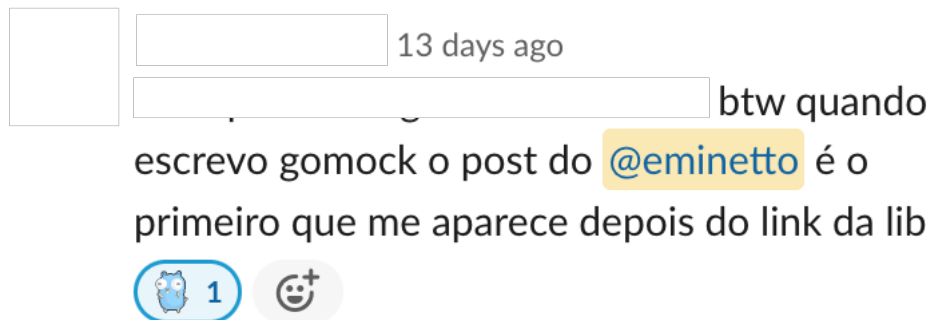 13 days ago
btw quando
escrevo gomock o post do @eminetto é o
primeiro que me aparece depois do link da lib
1